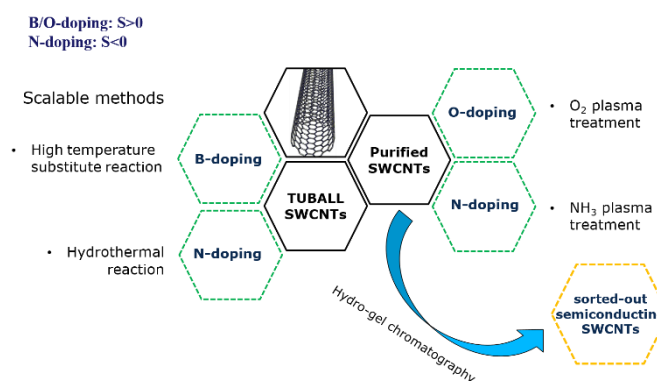 B/O-doping: S>0
N-doping: S<0
Scalable methods
• High temperature
substitute reaction
B-doping
• Hydrothermal
reaction
N-doping
TUBALL
SWCNTs
Purified
SWCNTs
O-doping
• O₂ plasma
treatment
N-doping
• NH₃ plasma
treatment
Hydro-gel chromatography
sorted-out
semiconductin
SWCNTs